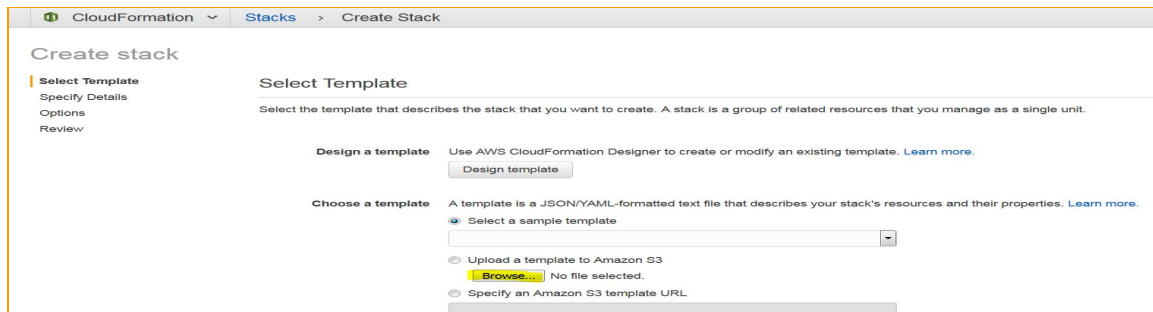 CloudFormation Stacks > Create Stack
Create stack
Select Template
Specify Details
Options
Review
Select Template
Select the template that describes the stack that you want to create. A stack is a group of related resources that you manage as a single unit.
Design a template Use AWS CloudFormation Designer to create or modify an existing template. Learn more.
Design template
Choose a template A template is a JSON/YAML-formatted text file that describes your stack's resources and their properties. Learn more.
Select a sample template
Upload a template to Amazon S3
Browse... No file selected.
Specify an Amazon S3 template URL